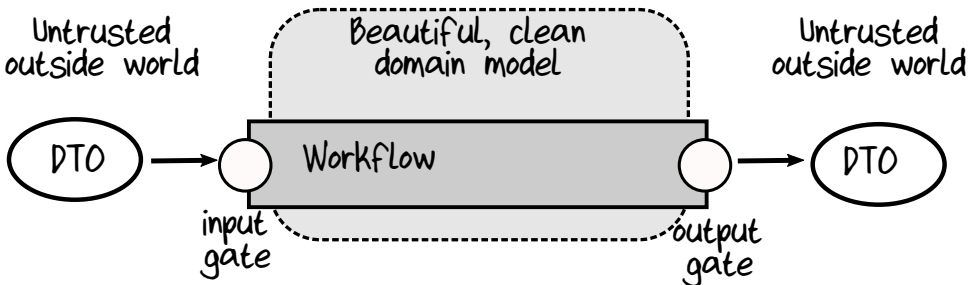 Untrusted
outside world
Beautiful, clean
domain model
Untrusted
outside world
DTO
Workflow
DTO
input
gate
output
gate